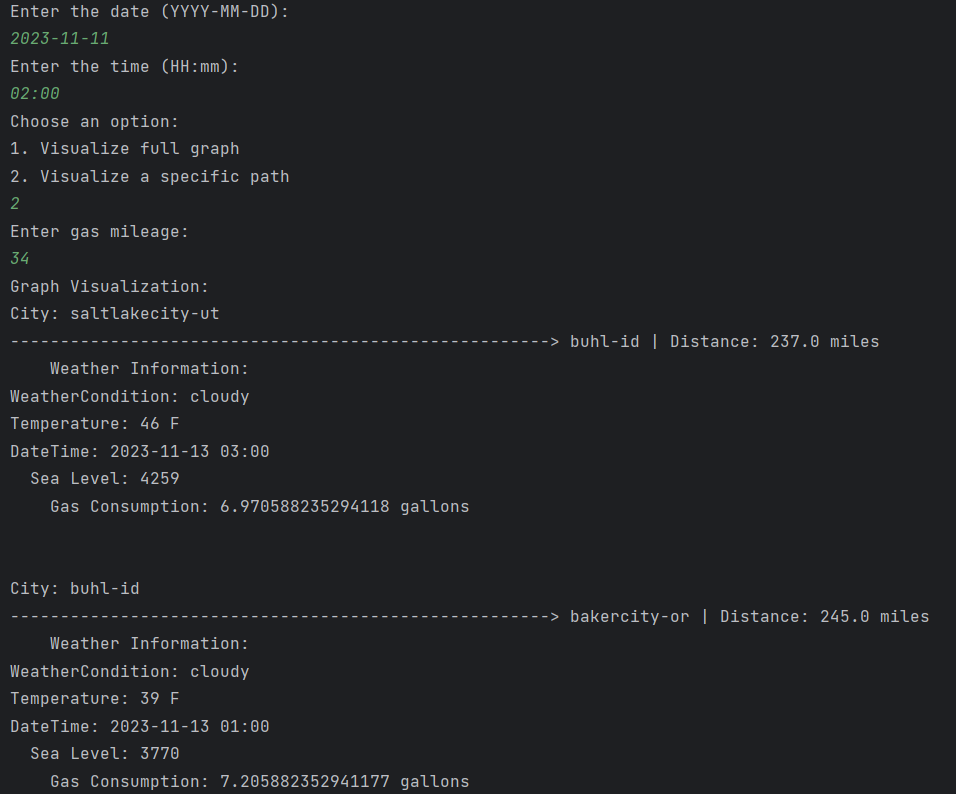 Enter the date (YYYY-MM-DD):
2023-11-11
Enter the time (HH:mm):
02:00
Choose an option:
1. Visualize full graph
2. Visualize a specific path
2
Enter gas mileage:
34
Graph Visualization:
City: saltlakecity-ut
------------------------------------------------------> buhl-id | Distance: 237.0 miles
    Weather Information:
WeatherCondition: cloudy
Temperature: 46 F
DateTime: 2023-11-13 03:00
  Sea Level: 4259
    Gas Consumption: 6.970588235294118 gallons
City: buhl-id
------------------------------------------------------> bakercity-or | Distance: 245.0 miles
    Weather Information:
WeatherCondition: cloudy
Temperature: 39 F
DateTime: 2023-11-13 01:00
  Sea Level: 3770
    Gas Consumption: 7.205882352941177 gallons